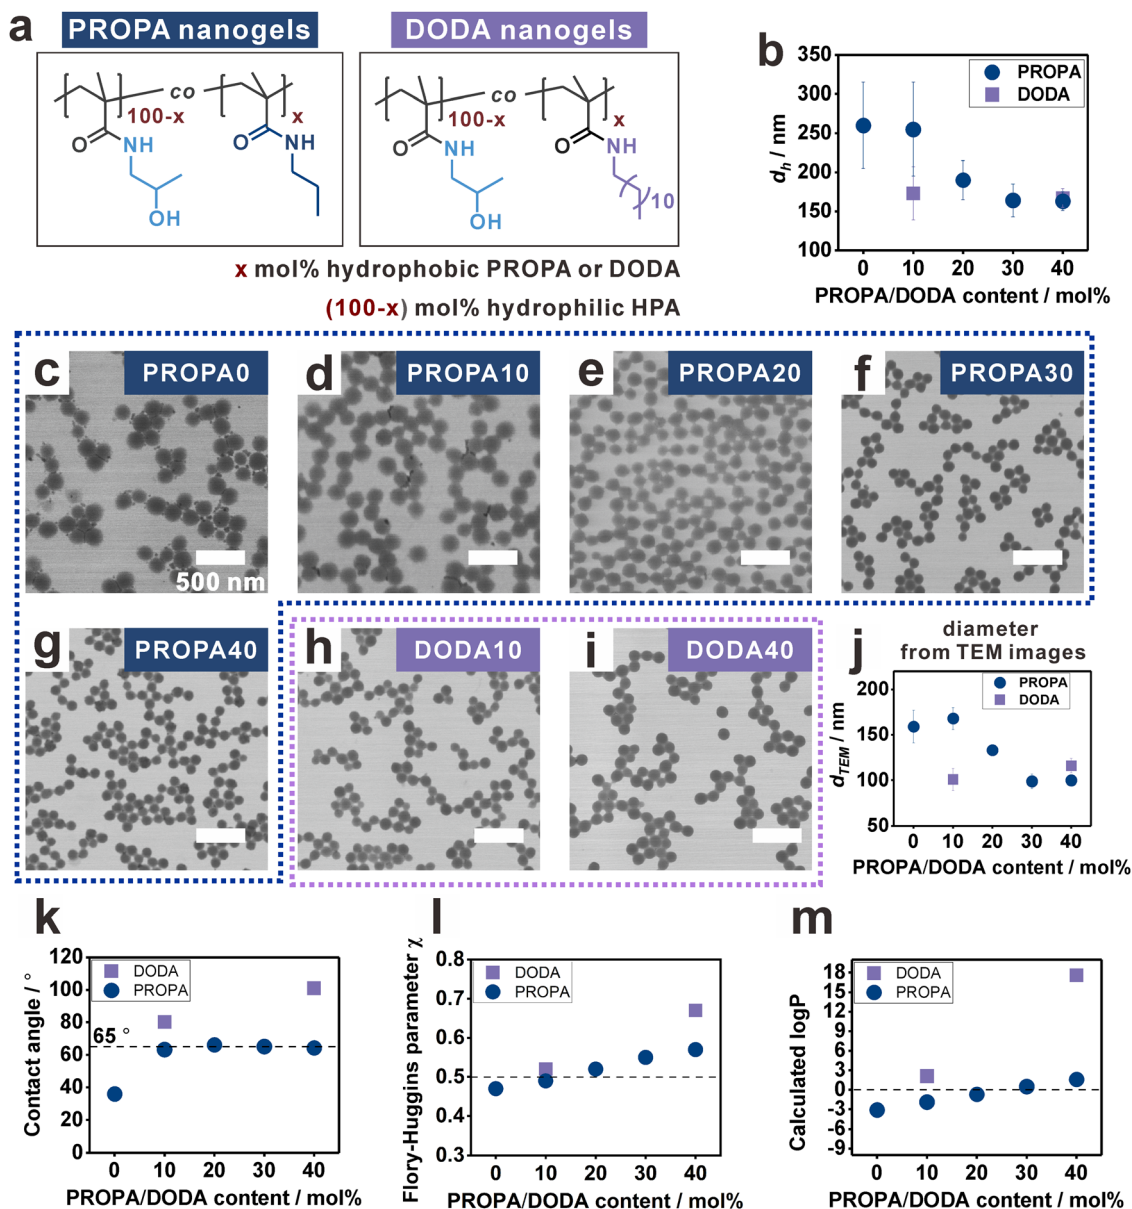 a
PROPA nanogels
DODA nanogels
co
100-x
x
O
NH
NH
O
OH
co
100-x
x
O
NH
O
NH
OH
10
x mol% hydrophobic PROPA or DODA
(100-x) mol% hydrophilic HPA
b
350
300
250
200
150
100
dh / nm
PROPA
DODA
0 10 20 30 40
PROPA/DODA content / mol%
c
PROPA0
500 nm
d
PROPA10
e
PROPA20
f
PROPA30
g
PROPA40
h
DODA10
i
DODA40
j
diameter
from TEM images
200
150
100
50
dTEM / nm
PROPA
DODA
0 10 20 30 40
PROPA/DODA content / mol%
k
120
100
80
60
40
20
0
Contact angle / °
DODA
PROPA
65 °
0 10 20 30 40
PROPA/DODA content / mol%
l
0.8
0.7
0.6
0.5
0.4
0.3
Flory-Huggins parameter χ
DODA
PROPA
0 10 20 30 40
PROPA/DODA content / mol%
m
18
15
12
9
6
3
0
-3
-6
-9
Calculated logP
DODA
PROPA
0 10 20 30 40
PROPA/DODA content / mol%